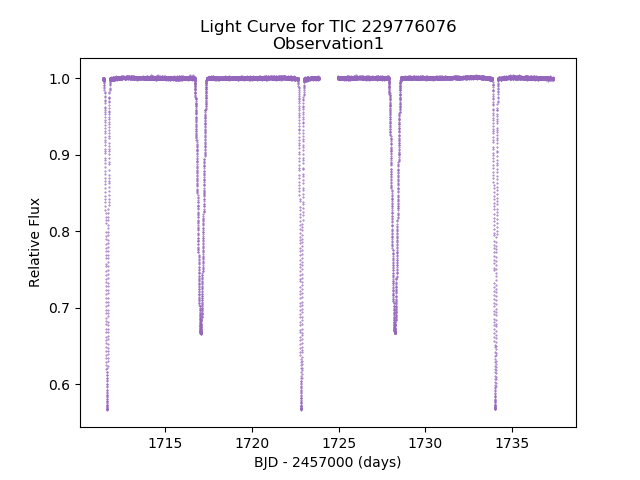 Light Curve for TIC 229776076
Observation1
1.0
0.9
0.8
0.7
0.6
Relative Flux
1715
1720
1725
1730
1735
BJD - 2457000 (days)